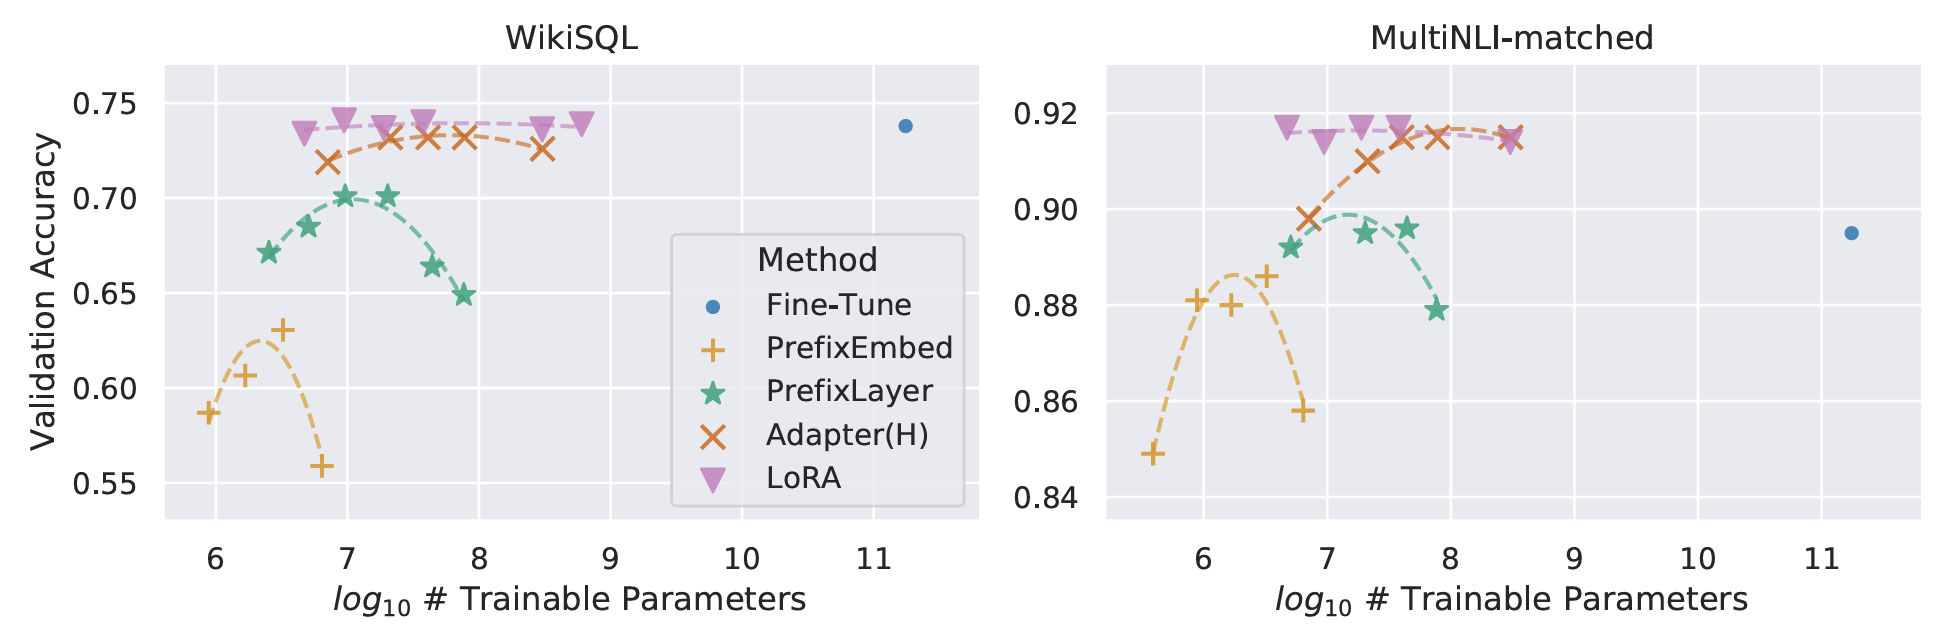 WikiSQL
Validation Accuracy
0.75
0.70
0.65
0.60
0.55
6 7 8 9 10 11
log10 # Trainable Parameters
Method
Fine-Tune
PrefixEmbed
PrefixLayer
Adapter(H)
LoRA
MultiNLI-matched
0.92
0.90
0.88
0.86
0.84
6 7 8 9 10 11
log10 # Trainable Parameters